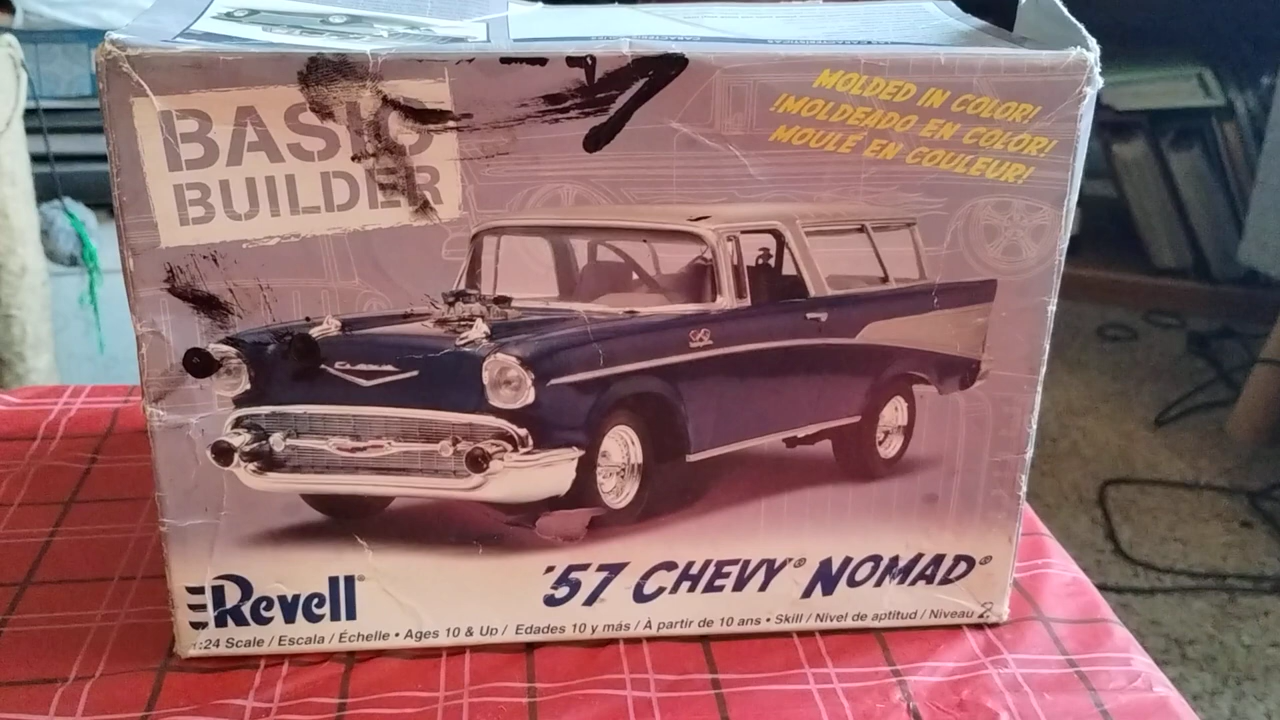 BASIC
BUILDER
MOLDED IN COLOR!
¡MOLDEADO EN COLOR!
MOULÉ EN COULEUR!
Revell®
'57 CHEVY® NOMAD®
1:24 Scale / Escala / Échelle • Ages 10 & Up / Edades 10 y más / À partir de 10 ans • Skill / Nivel de aptitud / Niveau 2